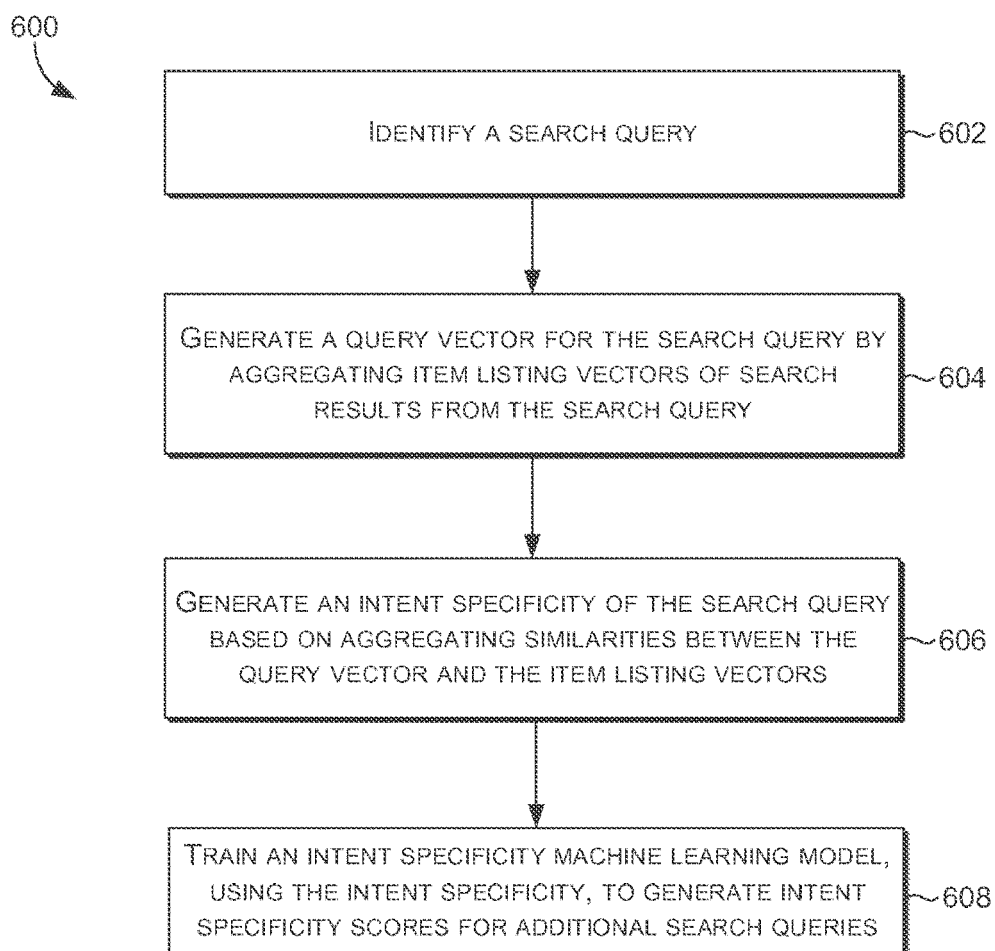 600
IDENTIFY A SEARCH QUERY
602
GENERATE A QUERY VECTOR FOR THE SEARCH QUERY BY
AGGREGATING ITEM LISTING VECTORS OF SEARCH
RESULTS FROM THE SEARCH QUERY
604
GENERATE AN INTENT SPECIFICITY OF THE SEARCH QUERY
BASED ON AGGREGATING SIMILARITIES BETWEEN THE
QUERY VECTOR AND THE ITEM LISTING VECTORS
606
TRAIN AN INTENT SPECIFICITY MACHINE LEARNING MODEL,
USING THE INTENT SPECIFICITY, TO GENERATE INTENT
SPECIFICITY SCORES FOR ADDITIONAL SEARCH QUERIES
608